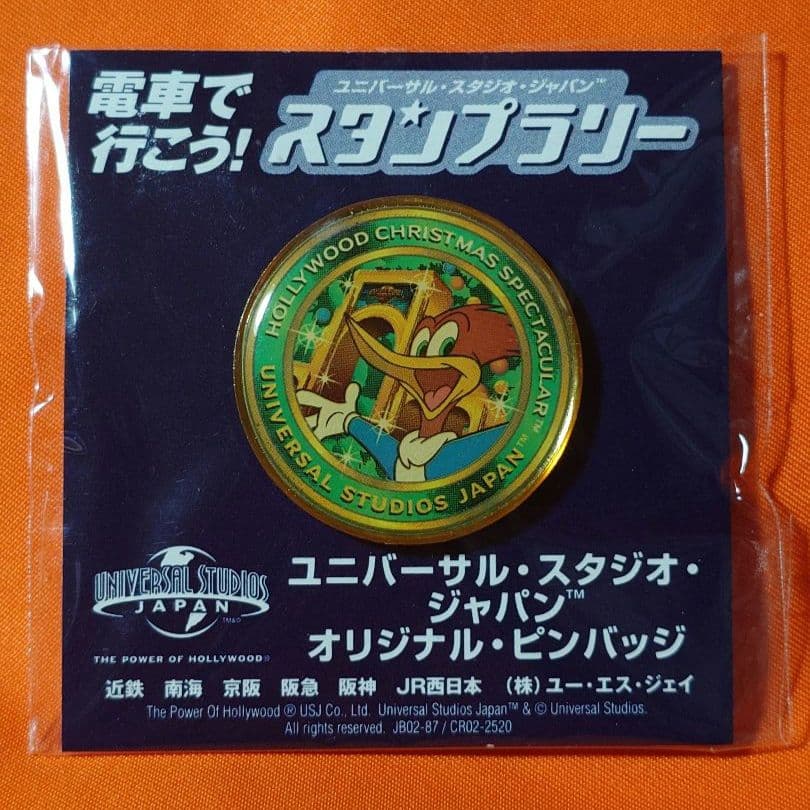 電車で
行こう!
ユニバーサル・スタジオ・ジャパン™
スタンプラリー
HOLLYWOOD CHRISTMAS SPECTACULAR™
UNIVERSAL STUDIOS JAPAN™
UNIVERSAL STUDIOS
JAPAN
TM&©
THE POWER OF HOLLYWOOD®
ユニバーサル・スタジオ・
ジャパン™
オリジナル・ピンバッジ
近鉄 南海 京阪 阪急 阪神 JR西日本 (株)ユー・エス・ジェイ
The Power Of Hollywood ® USJ Co., Ltd. Universal Studios Japan™ & © Universal Studios.
All rights reserved. JB02-87 / CR02-2520